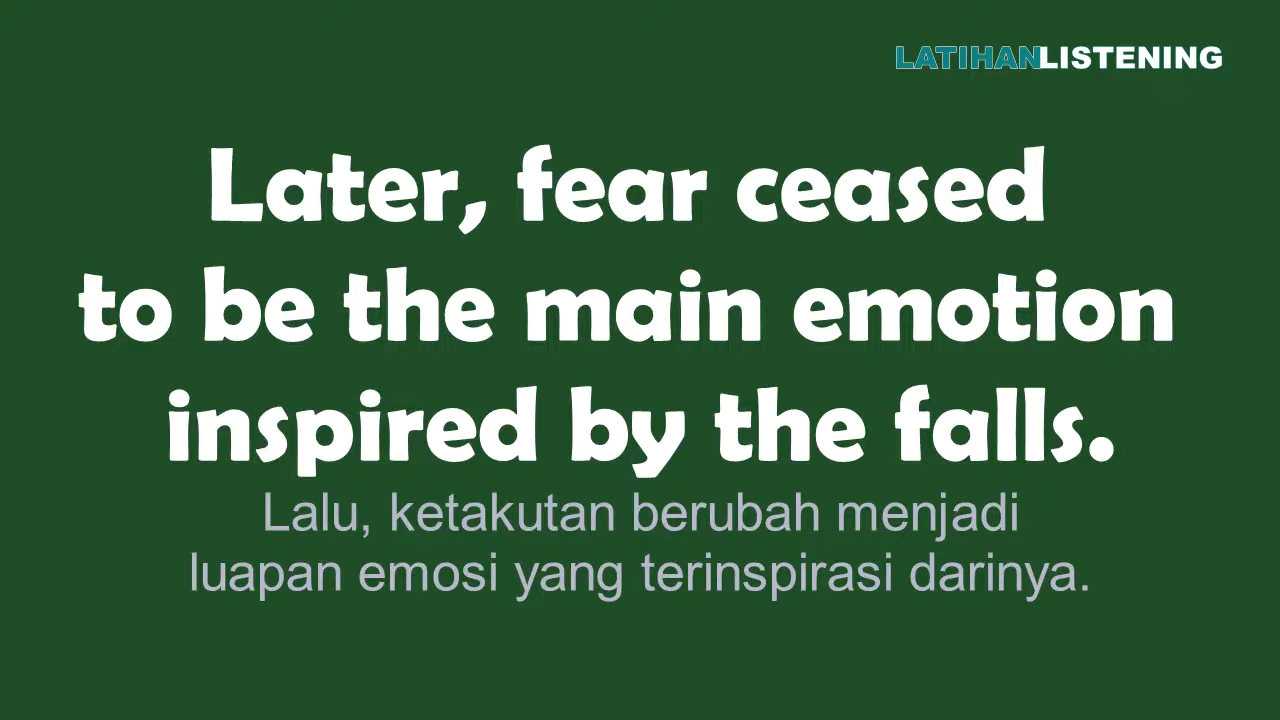 LATIHANLISTENING
Later, fear ceased
to be the main emotion
inspired by the falls.
Lalu, ketakutan berubah menjadi
luapan emosi yang terinspirasi darinya.